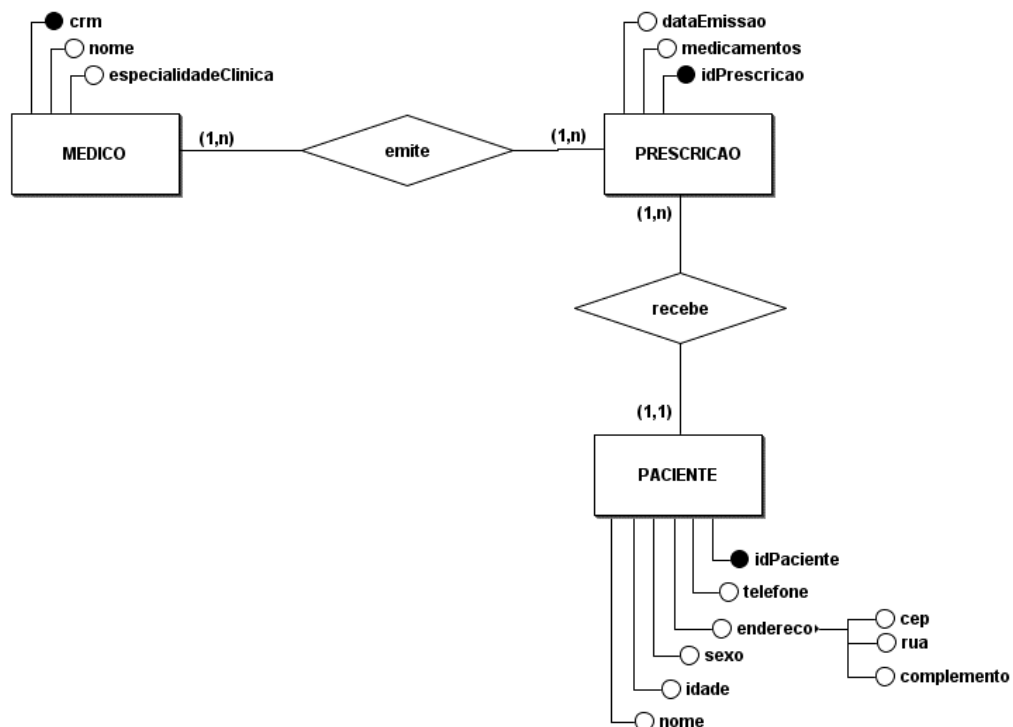 crm
nome
especialidadeClinica
MEDICO
(1,n)
emite
(1,n)
dataEmissao
medicamentos
idPrescricao
PRESCRICAO
(1,n)
recebe
(1,1)
PACIENTE
idPaciente
telefone
endereco
cep
rua
complemento
sexo
idade
nome